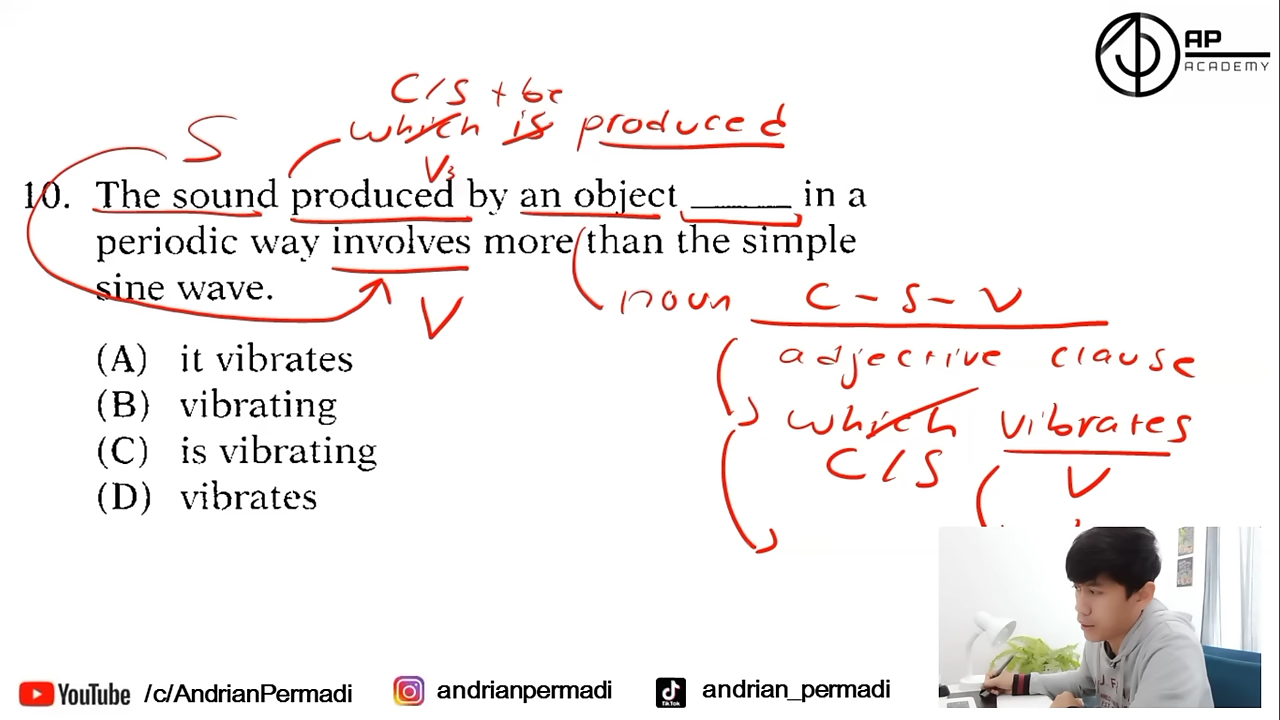 AP
ACADEMY
C/S + be
which is produced
S
V3
10. The sound produced by an object ______ in a
periodic way involves more than the simple
sine wave.
V
noun C - S - V
(A) it vibrates
adjective clause
(B) vibrating
which vibrates
(C) is vibrating
C/S V
(D) vibrates
YouTube /c/AndrianPermadi
andrianpermadi
TikTok
andrian_permadi